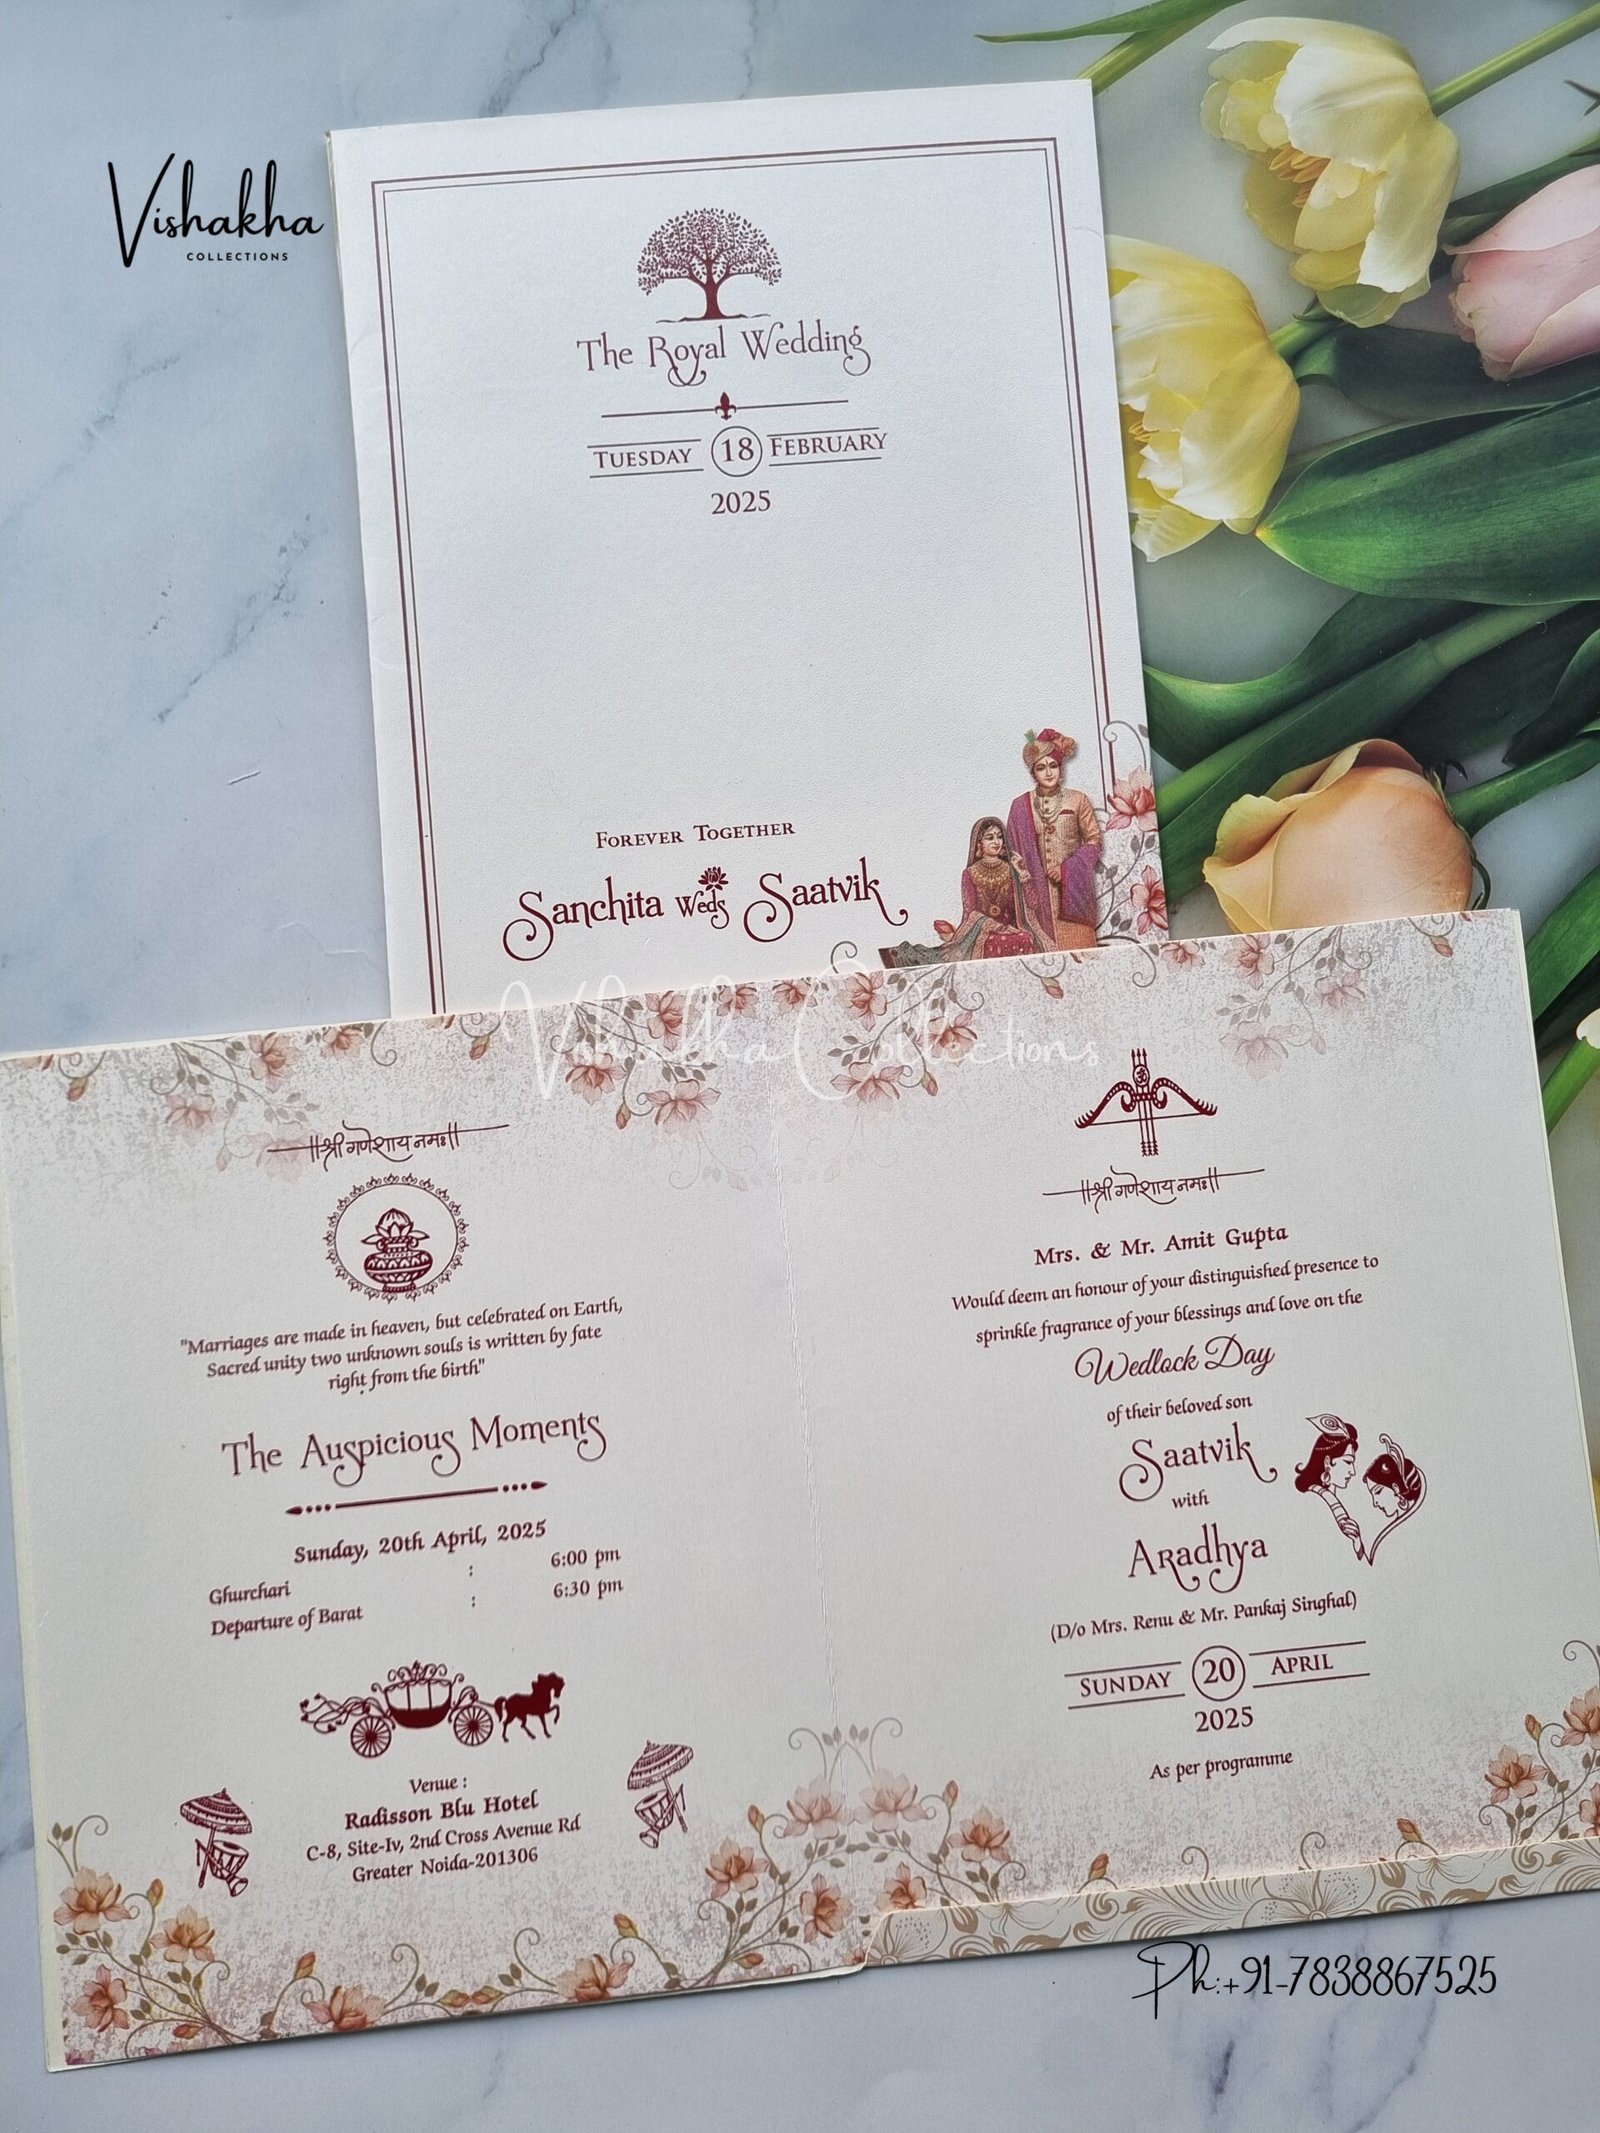 Vishakha
COLLECTIONS
The Royal Wedding
TUESDAY 18 FEBRUARY
2025
FOREVER TOGETHER
Sanchita Weds Saatvik
Vishakha Collections
॥श्री गणेशाय नमः॥
"Marriages are made in heaven, but celebrated on Earth,
Sacred unity two unknown souls is written by fate
right from the birth"
The Auspicious Moments
Sunday, 20th April, 2025
Ghurchari : 6:00 pm
Departure of Barat : 6:30 pm
Venue :
Radisson Blu Hotel
C-8, Site-Iv, 2nd Cross Avenue Rd
Greater Noida-201306
ॐ
॥श्री गणेशाय नमः॥
Mrs. & Mr. Amit Gupta
Would deem an honour of your distinguished presence to
sprinkle fragrance of your blessings and love on the
Wedlock Day
of their beloved son
Saatvik
with
Aradhya
(D/o Mrs. Renu & Mr. Pankaj Singhal)
SUNDAY 20 APRIL
2025
As per programme
Ph:+91-7838867525